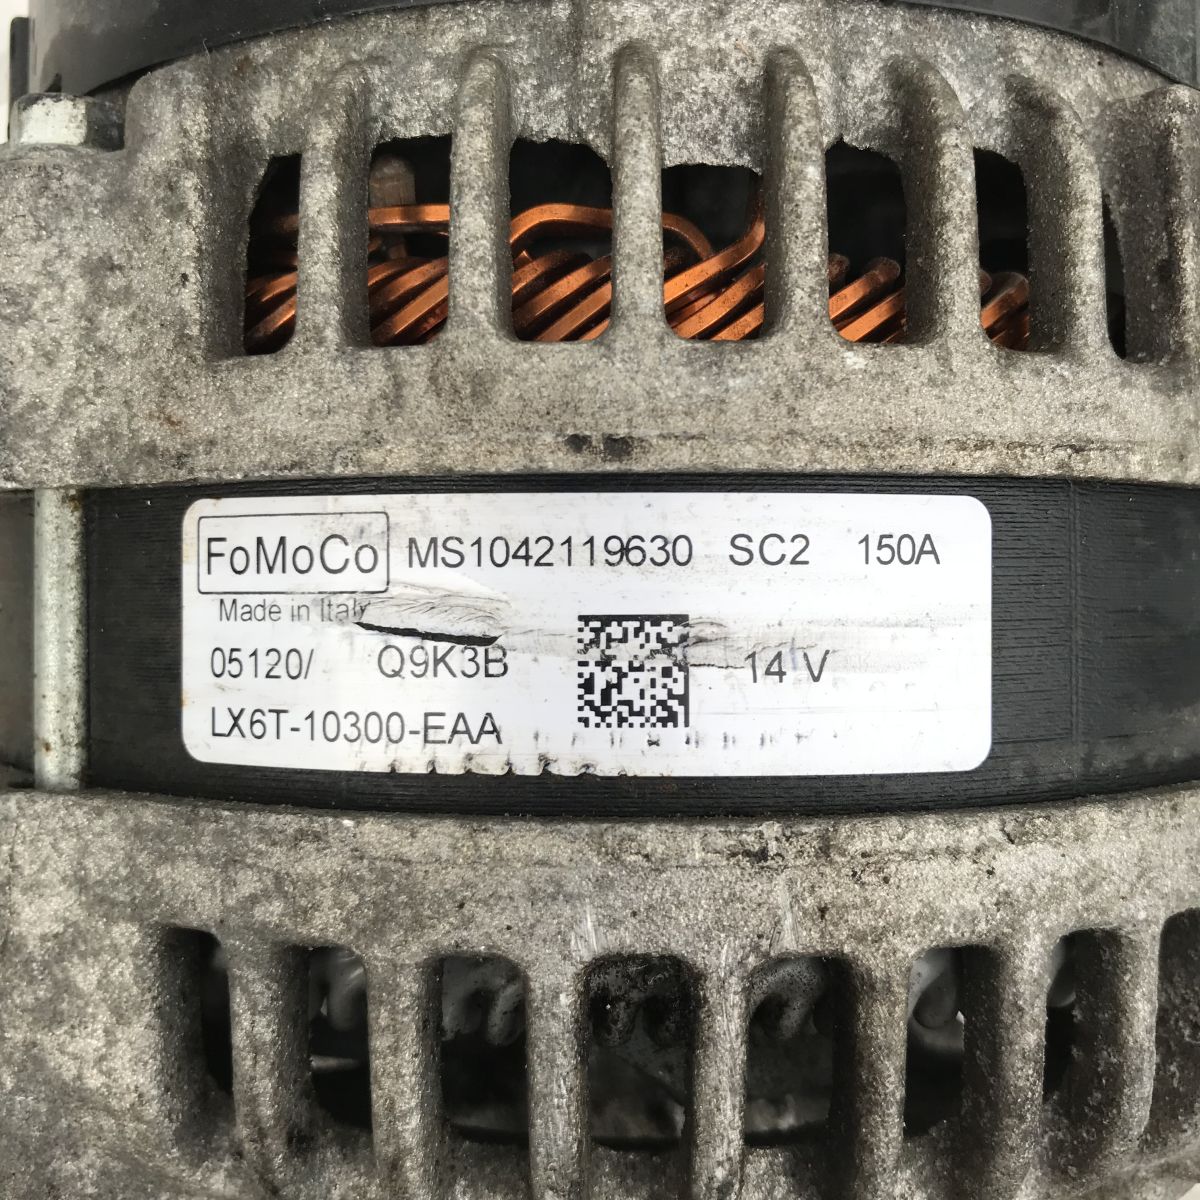 FoMoCo MS1042119630 SC2 150A
Made in Italy
05120/ Q9K3B 14 V
LX6T-10300-EAA